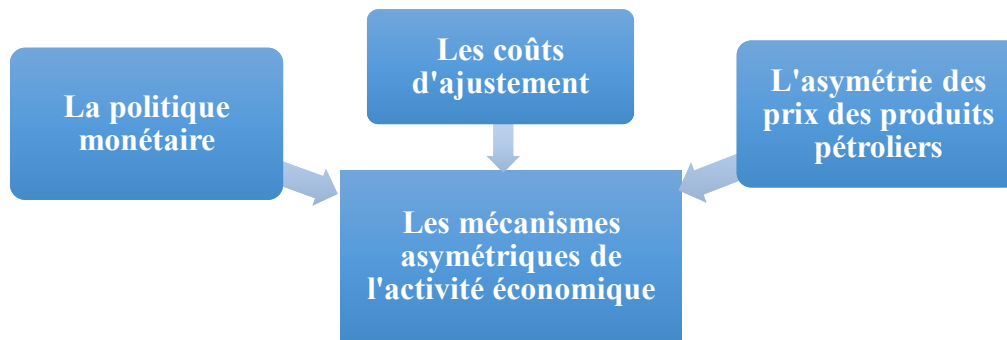 La politique
monétaire
Les coûts
d'ajustement
L'asymétrie des
prix des produits
pétroliers
Les mécanismes
asymétriques de
l'activité économique